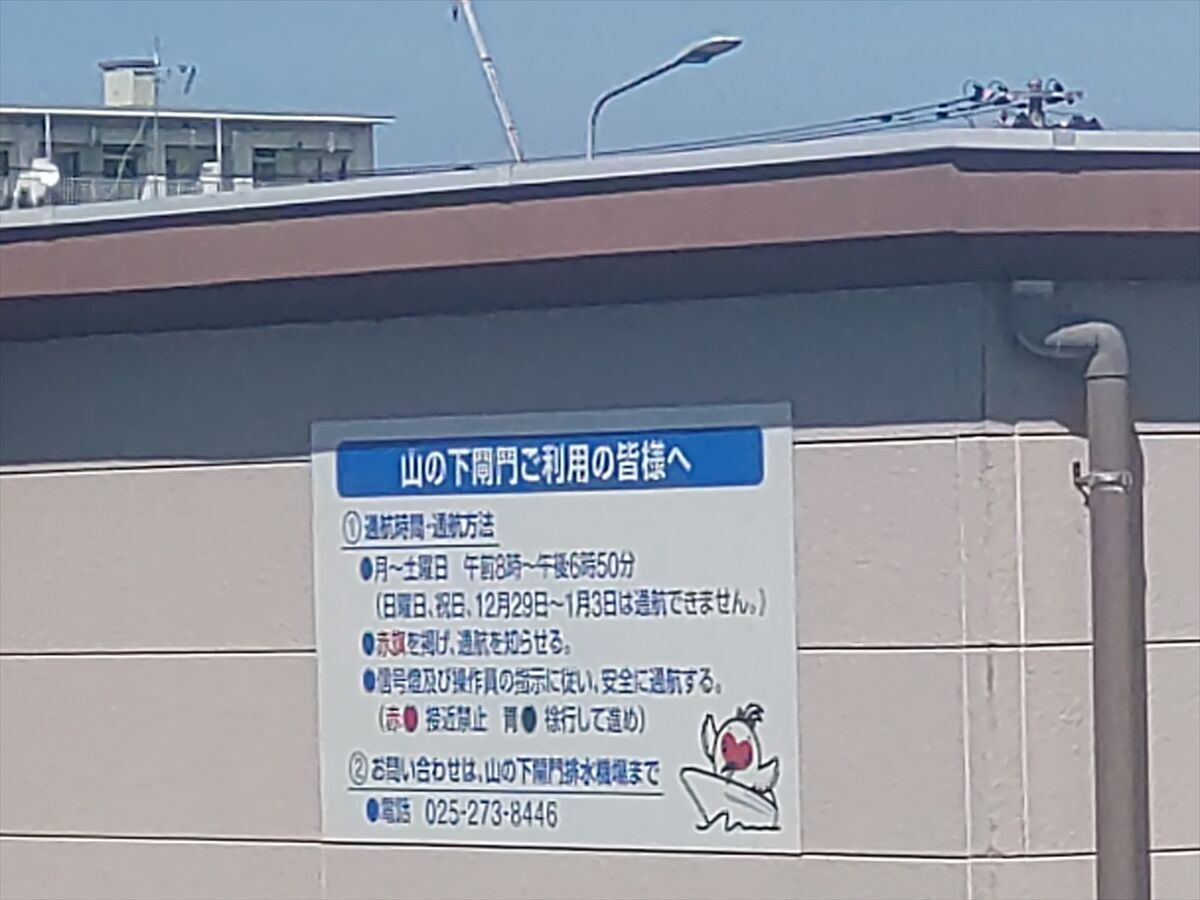 山の下閘門ご利用の皆様へ
①通航時間・通航方法
●月～土曜日 午前8時～午後6時50分
(日曜日、祝日、12月29日～1月3日は通航できません。)
●赤旗を掲げ、通航を知らせる。
●信号燈及び操作員の指示に従い、安全に通航する。
(赤● 接近禁止 青● 徐行して進め)
②お問い合わせは、山の下閘門排水機場まで
●電話 025-273-8446